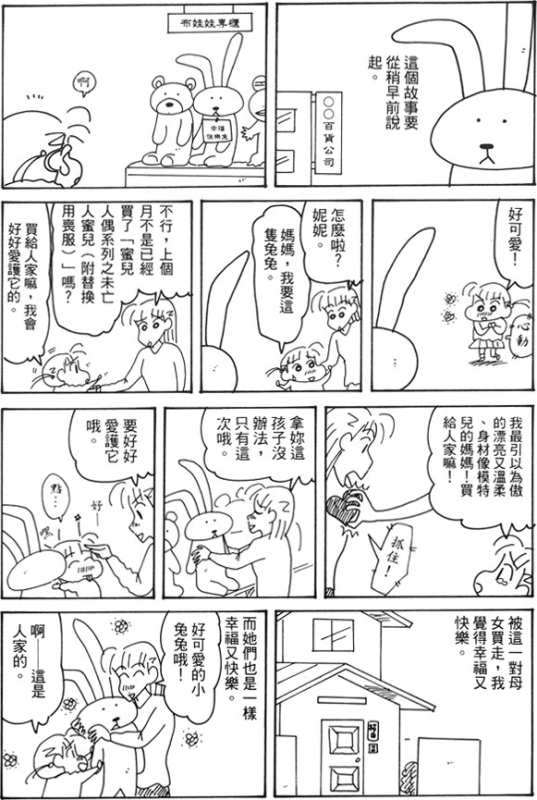 這個故事要
從稍早前說
起。
○○百貨公司
布娃娃專櫃
幸福
啊
好可愛！
心動
怎麼啦？
妮妮。
媽媽，我要這
隻兔兔。
不行，上個
月不是已經
買了「蜜兒
人偶系列之未亡
人蜜兒（附替換
用喪服）」嗎？
買給人家嘛，我會
好好愛護它的。
我最引以為傲
的漂亮又溫柔
、身材像模特
兒的媽媽！買
給人家嘛！
抓住！
拿妳這
孩子沒
辦法，
只有這
次哦。
要好好
愛護它
哦。
好—
點…
嘿
被這一對母
女買走，我
覺得幸福又
快樂。
而她們也是一樣
幸福又快樂。
好可愛的小
兔兔哦！
啊——這是
人家的。